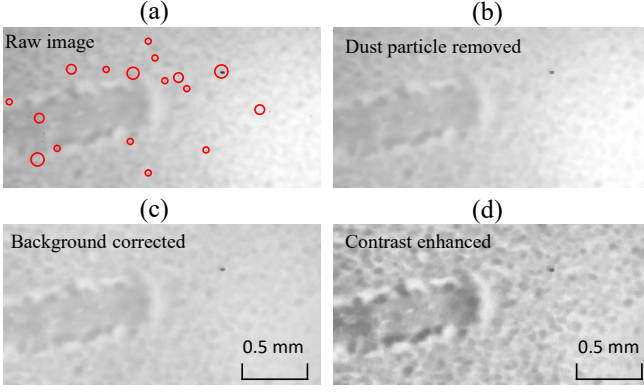 (a)
Raw image
(b)
Dust particle removed
(c)
Background corrected
0.5 mm
(d)
Contrast enhanced
0.5 mm